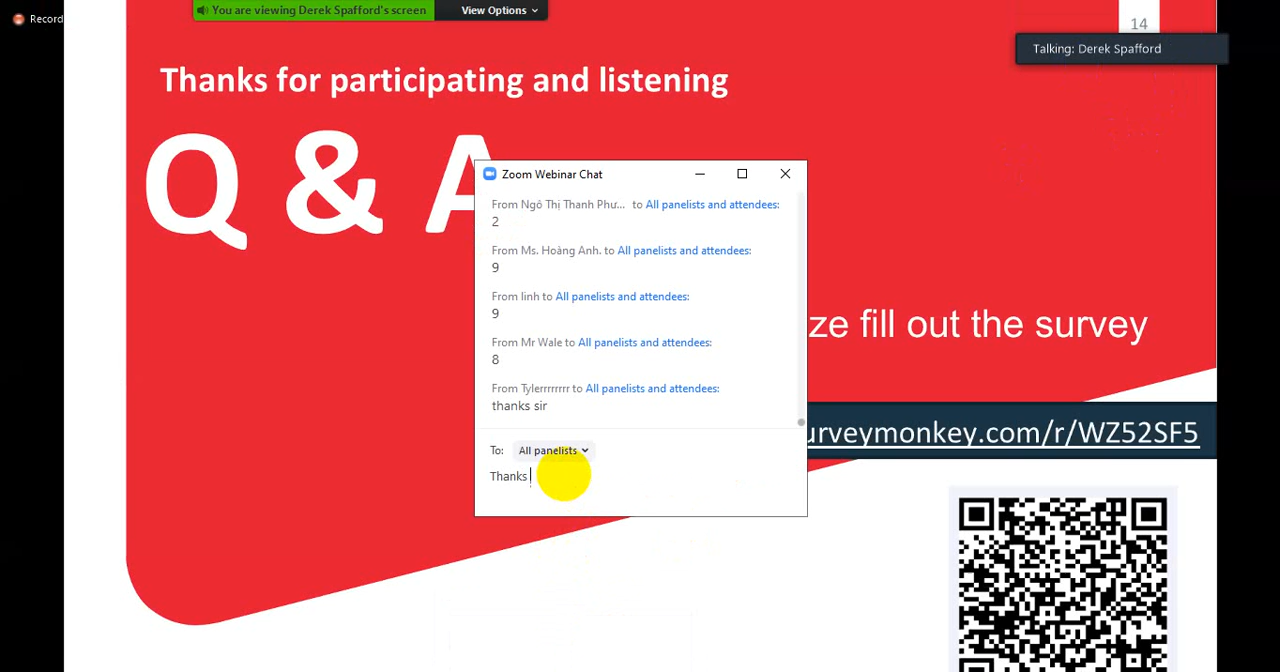 Record
You are viewing Derek Spafford's screen
View Options
14
Talking: Derek Spafford
Thanks for participating and listening
Q & A
Zoom Webinar Chat
From Ngô Thị Thanh Phư... to All panelists and attendees:
2
From Ms. Hoàng Anh. to All panelists and attendees:
9
From linh to All panelists and attendees:
9
From Mr Wale to All panelists and attendees:
8
From Tylerrrrrrrr to All panelists and attendees:
thanks sir
ze fill out the survey
urveymonkey.com/r/WZ52SF5
To: All panelists
Thanks